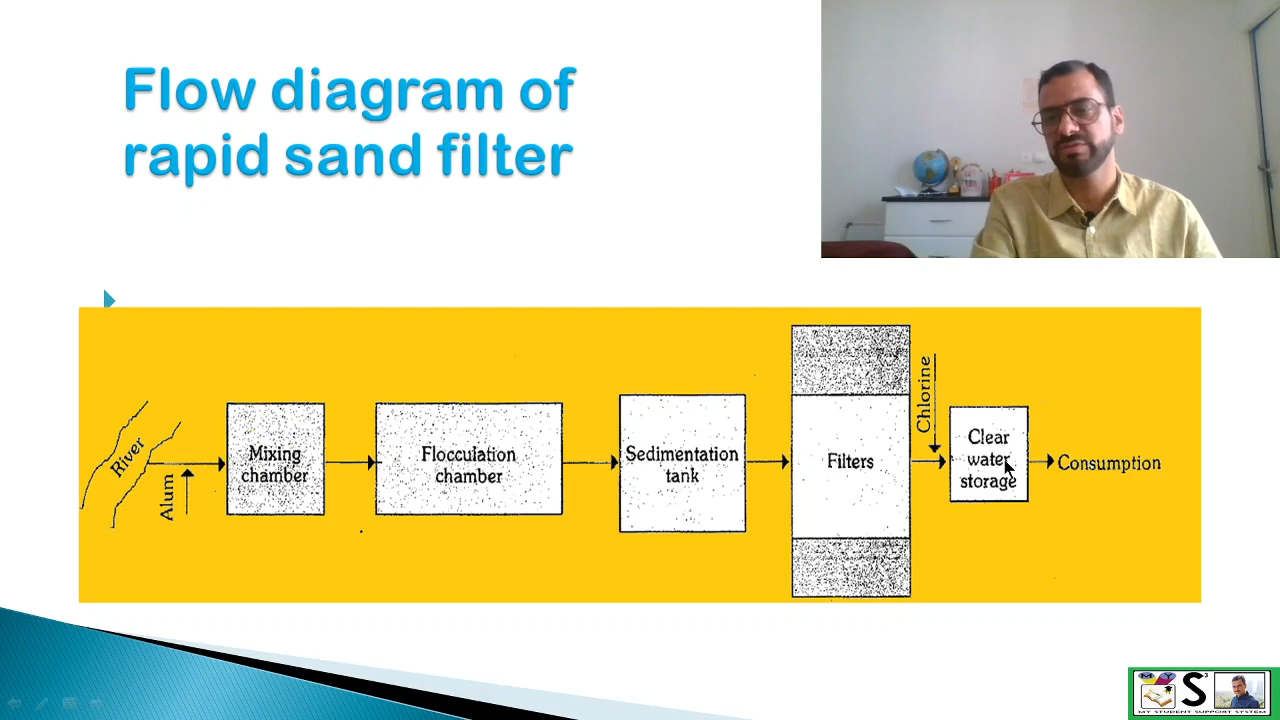 Flow diagram of
rapid sand filter
River
Alum
Mixing
chamber
Flocculation
chamber
Sedimentation
tank
Filters
Chlorine
Clear
water
storage
Consumption
M Y
S3
MY STUDENT SUPPORT SYSTEM